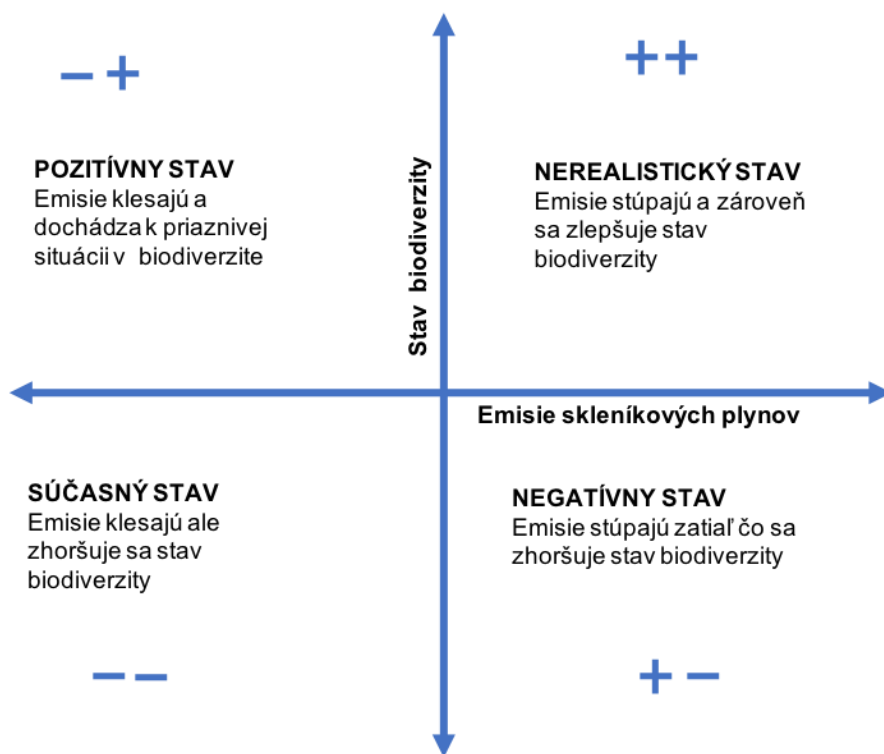 − +
++
POZITÍVNY STAV
Emisie klesajú a
dochádza k priaznivej
situácii v biodiverzite
Stav biodiverzity
NEREALISTICKÝ STAV
Emisie stúpajú a zároveň
sa zlepšuje stav
biodiverzity
Emisie skleníkových plynov
SÚČASNÝ STAV
Emisie klesajú ale
zhoršuje sa stav
biodiverzity
NEGATÍVNY STAV
Emisie stúpajú zatiaľ čo sa
zhoršuje stav biodiverzity
− −
+ −